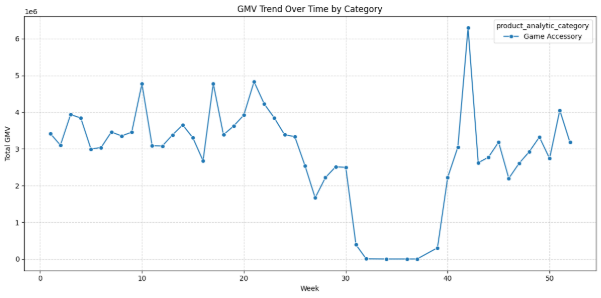 GMV Trend Over Time by Category
1e6
product_analytic_category
Game Accessory
6
5
4
3
2
1
0
Total GMV
0 10 20 30 40 50
Week